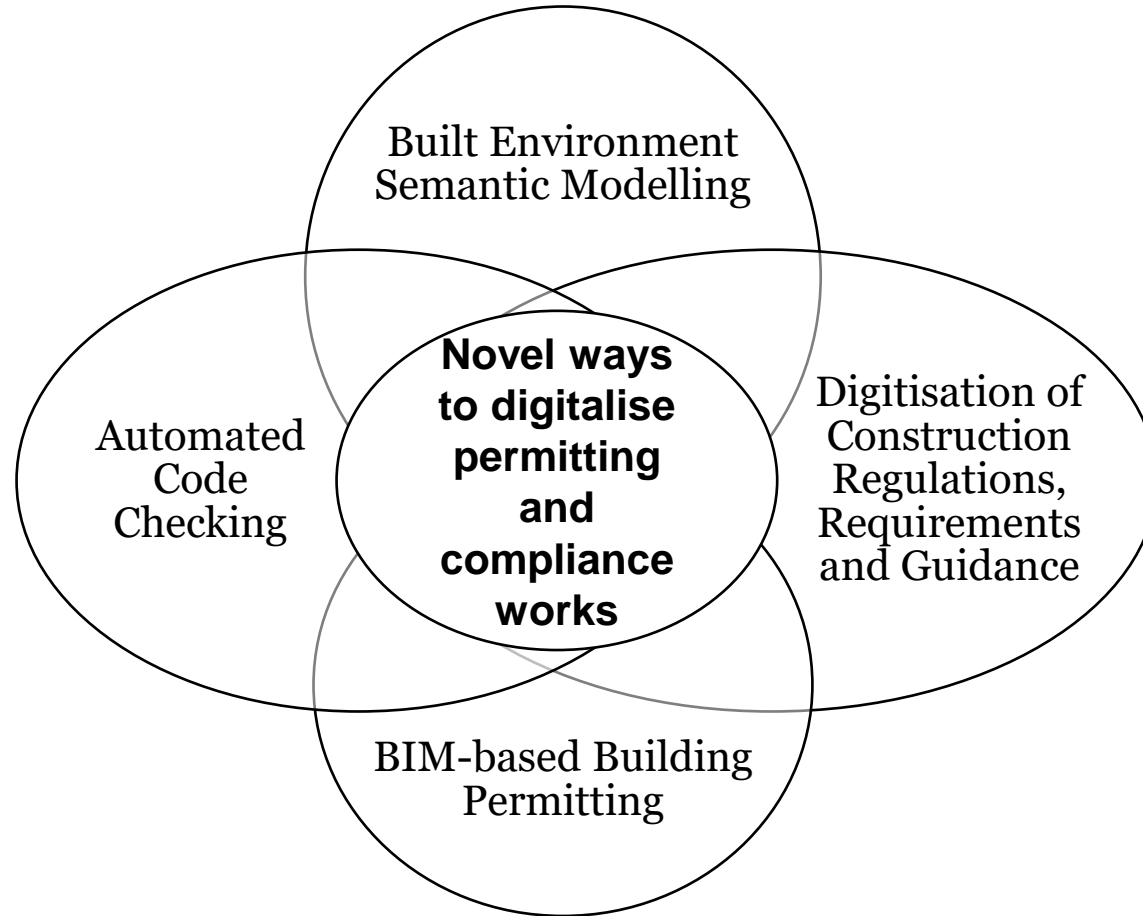 Built Environment
Semantic Modelling
Automated
Code
Checking
Novel ways
to digitalise
permitting
and
compliance
works
Digitisation of
Construction
Regulations,
Requirements
and Guidance
BIM-based Building
Permitting